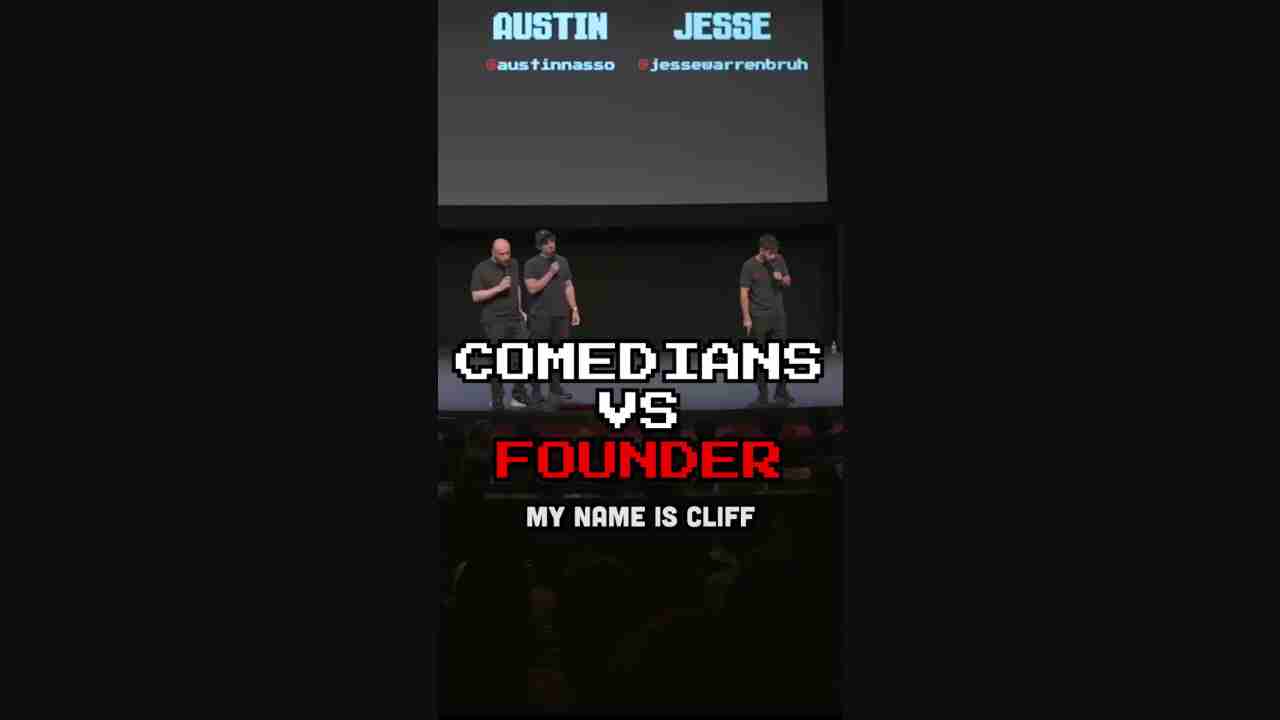 AUSTIN JESSE
@austinnasso @jessewarrenbruh
COMEDIANS
VS
FOUNDER
MY NAME IS CLIFF